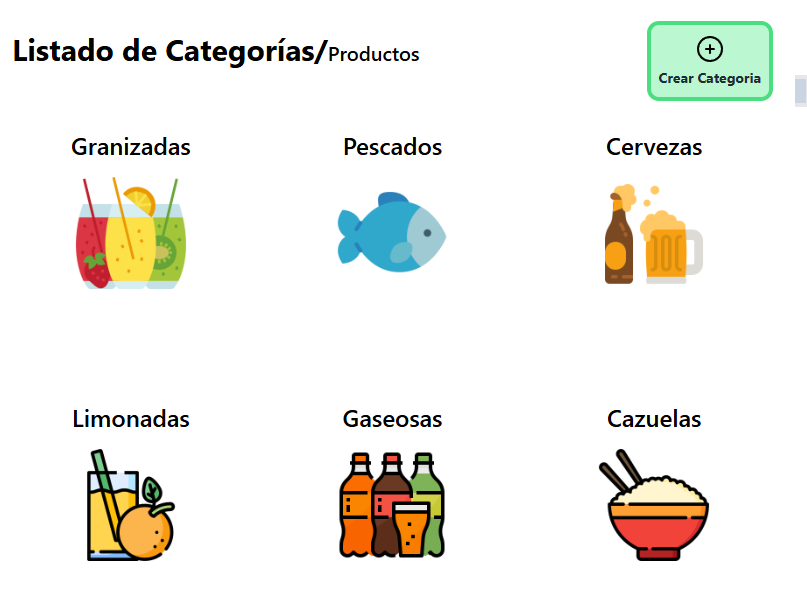 Listado de Categorías/Productos
Crear Categoria
Granizadas
Pescados
Cervezas
Limonadas
Gaseosas
Cazuelas